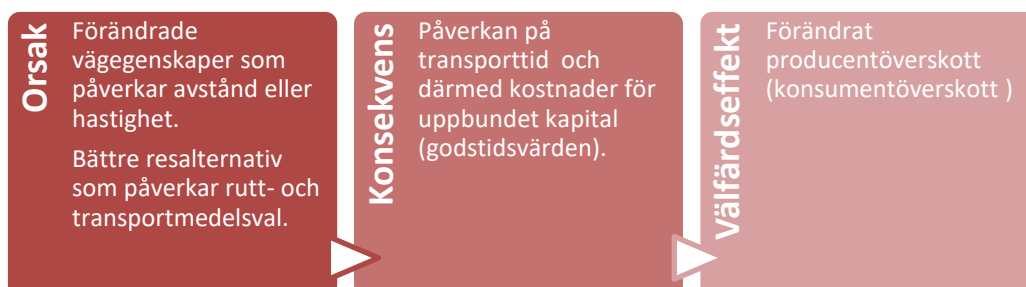 Orsak
Förändrade
vägegenskaper som
påverkar avstånd eller
hastighet.
Bättre resalternativ
som påverkar rutt- och
transportmedelsval.
Konsekvens
Påverkan på
transporttid och
därmed kostnader för
uppbundet kapital
(godstidsvärden).
Välfärdseffekt
Förändrat
producentöverskott
(konsumentöverskott )